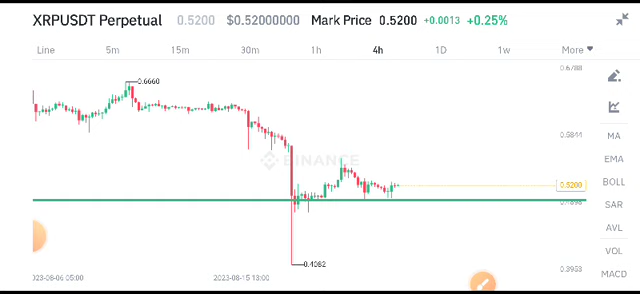 XRPUSDT Perpetual 0.5200 $0.52000000 Mark Price 0.5200 +0.0013 +0.25%
Line 5m 15m 30m 1h 4h 1D 1w More
0.6788
0.6660
0.5844
BINANCE
0.5200
MA
EMA
BOLL
SAR
AVL
VOL
MACD
2023-08-15 13:00